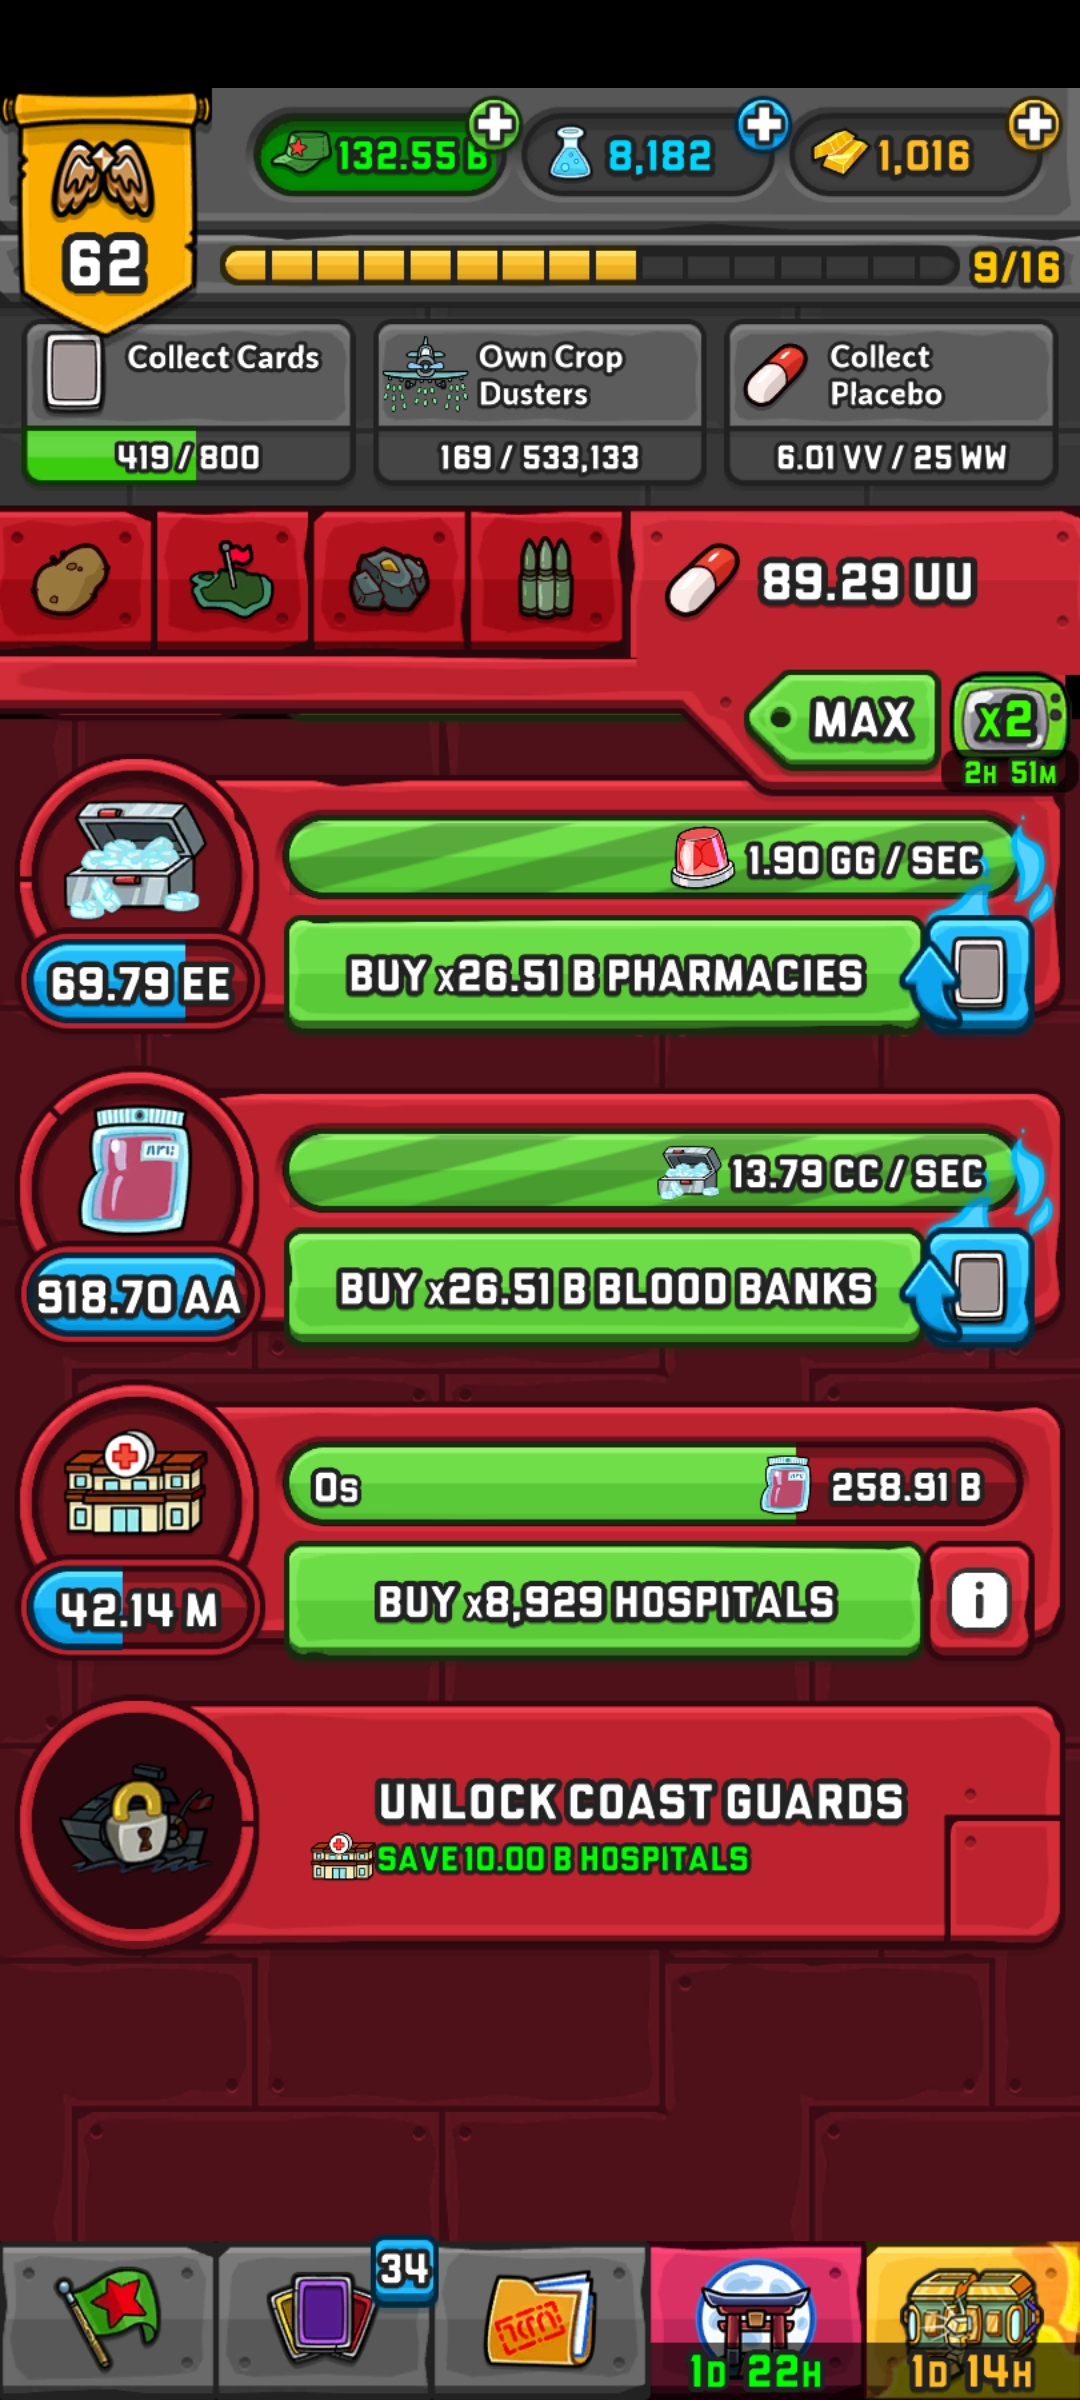 132.55 B
8,182
1,016
62
9/16
Collect Cards
419 / 800
Own Crop
Dusters
169 / 533,133
Collect
Placebo
6.01 VV / 25 WW
89.29 UU
MAX
x2
2H 51M
1.90 GG / SEC
69.79 EE
BUY x26.51 B PHARMACIES
13.79 CC / SEC
918.70 AA
BUY x26.51 B BLOOD BANKS
0s
258.91 B
42.14 M
BUY x8,929 HOSPITALS
i
UNLOCK COAST GUARDS
SAVE 10.00 B HOSPITALS
34
1D 22H
1D 14H